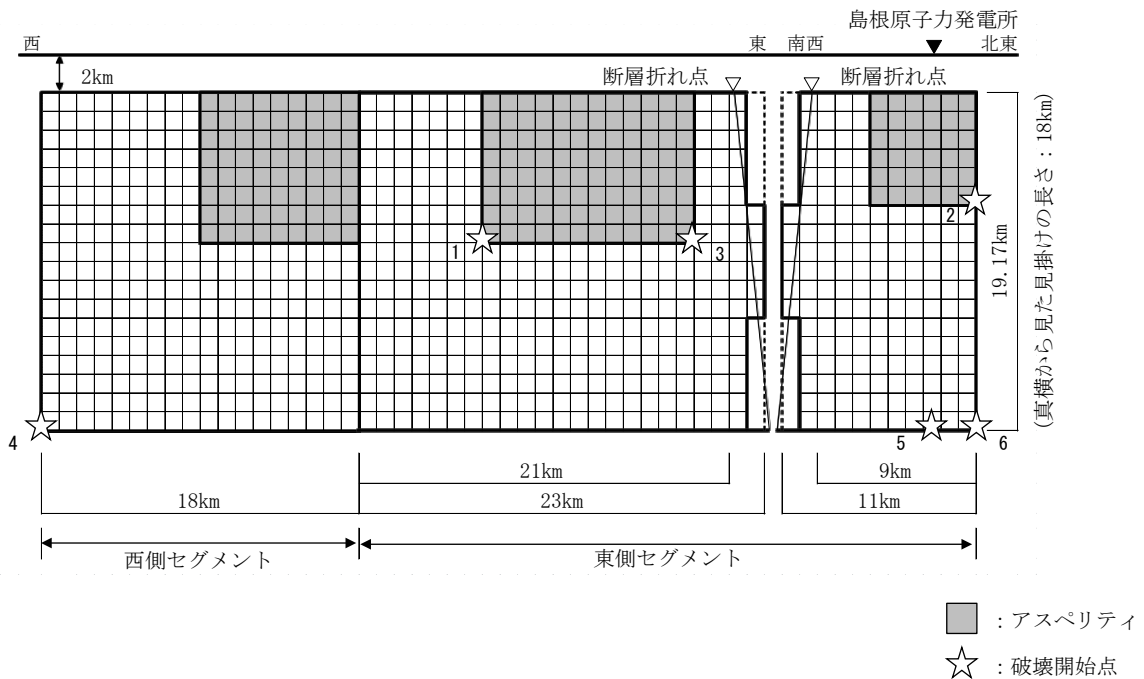 島根原子力発電所
西
東
南西
北東
2km
断層折れ点
断層折れ点
1
3
2
19.17km
(真横から見た見掛けの長さ:18km)
4
5
6
21km
9km
18km
23km
11km
西側セグメント
東側セグメント
:アスペリティ
:破壊開始点